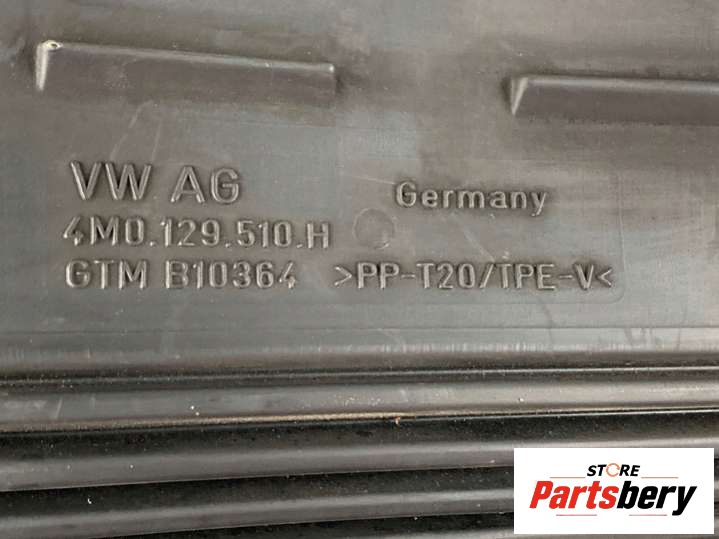 VW AG
Germany
4M0.129.510.H
GTM B10364 >PP-T20/TPE-V<
STORE
Partsbery